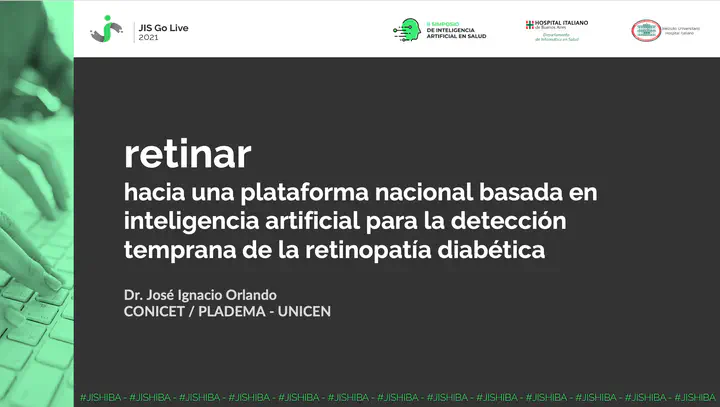 JIS Go Live
2021
II SIMPOSIO
DE INTELIGENCIA
ARTIFICIAL EN SALUD
HOSPITAL ITALIANO
de Buenos Aires
Departamento
de Informática en Salud
Instituto Universitario
Hospital Italiano
retinar
hacia una plataforma nacional basada en
inteligencia artificial para la detección
temprana de la retinopatía diabética
Dr. José Ignacio Orlando
CONICET / PLADEMA - UNICEN
#JISHIBA - #JISHIBA - #JISHIBA - #JISHIBA - #JISHIBA - #JISHIBA - #JISHIBA - #JISHIBA - #JISHIBA - #JISHIBA - #JISHIBA - #JISHIBA - #JISHIBA